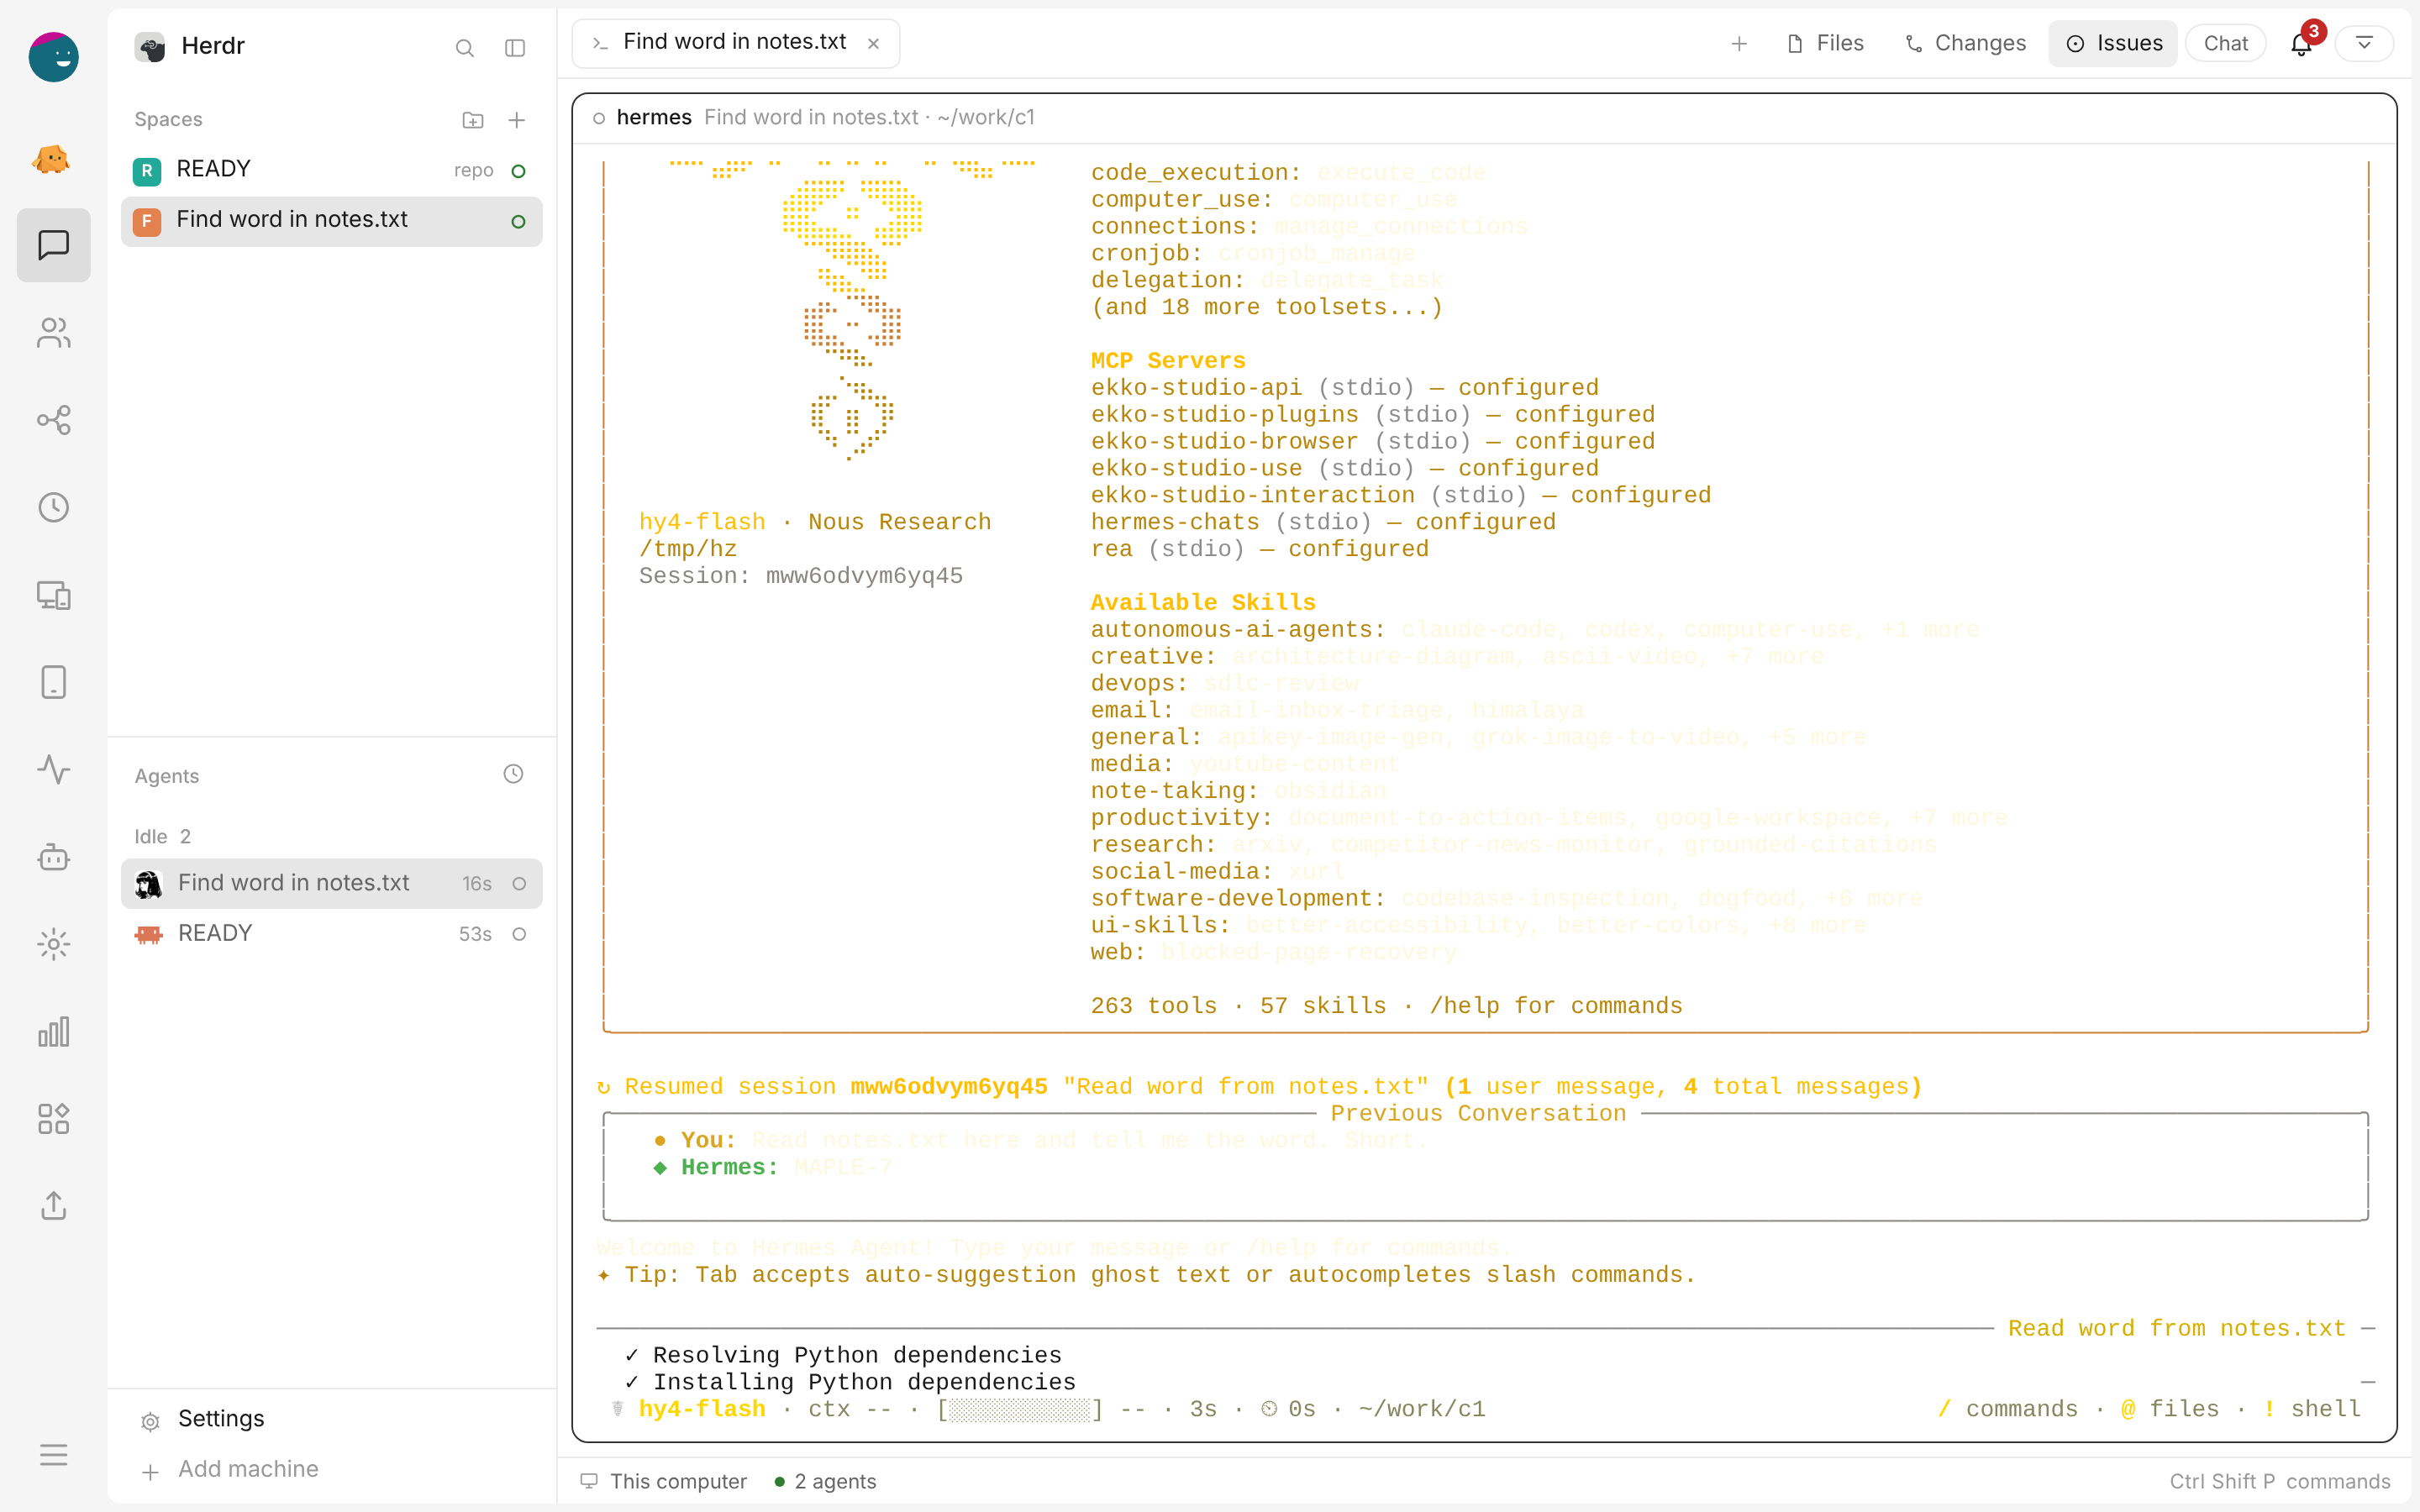 Herdr
Spaces
R READY repo
F Find word in notes.txt
Agents
Idle 2
Find word in notes.txt 16s
READY 53s
Settings
Add machine
Find word in notes.txt
Files
Changes
Issues
Chat
3
hermes Find word in notes.txt · ~/work/c1
code_execution: execute_code
computer_use: computer_use
connections: manage_connections
cronjob: cronjob_manage
delegation: delegate_task
(and 18 more toolsets...)
MCP Servers
ekko-studio-api (stdio) — configured
ekko-studio-plugins (stdio) — configured
ekko-studio-browser (stdio) — configured
ekko-studio-use (stdio) — configured
ekko-studio-interaction (stdio) — configured
hermes-chats (stdio) — configured
rea (stdio) — configured
hy4-flash · Nous Research
/tmp/hz
Session: mww6odvym6yq45
Available Skills
autonomous-ai-agents: claude-code, codex, computer-use, +1 more
creative: architecture-diagram, ascii-video, +7 more
devops: sdlc-review
email: email-inbox-triage, himalaya
general: apikey-image-gen, grok-image-to-video, +5 more
media: youtube-content
note-taking: obsidian
productivity: document-to-action-items, google-workspace, +7 more
research: arxiv, competitor-news-monitor, grounded-citations
social-media: xurl
software-development: codebase-inspection, dogfood, +6 more
ui-skills: better-accessibility, better-colors, +8 more
web: blocked-page-recovery
263 tools · 57 skills · /help for commands
↻ Resumed session mww6odvym6yq45 "Read word from notes.txt" (1 user message, 4 total messages)
Previous Conversation
● You: Read notes.txt here and tell me the word. Short.
◆ Hermes: MAPLE-7
Welcome to Hermes Agent! Type your message or /help for commands.
✦ Tip: Tab accepts auto-suggestion ghost text or autocompletes slash commands.
Read word from notes.txt
✓ Resolving Python dependencies
✓ Installing Python dependencies
hy4-flash · ctx -- · [░░░░░░░░░░] -- · 3s · ⏲ 0s · ~/work/c1
/ commands · @ files · ! shell
This computer
2 agents
Ctrl Shift P commands